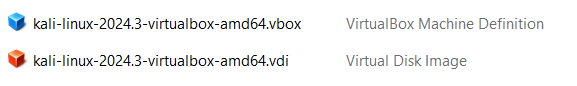 kali-linux-2024.3-virtualbox-amd64.vbox VirtualBox Machine Definition
kali-linux-2024.3-virtualbox-amd64.vdi Virtual Disk Image